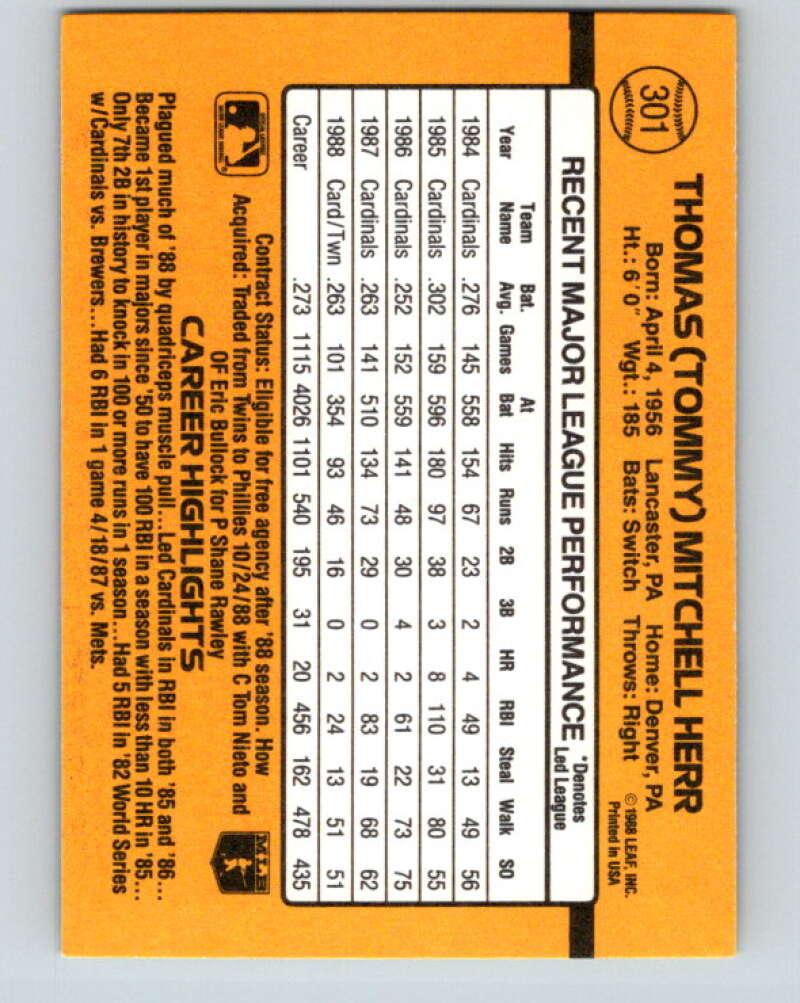 301
THOMAS (TOMMY) MITCHELL HERR
Born: April 4, 1956 Lancaster, PA Home: Denver, PA
Ht.: 6'0" Wgt.: 185 Bats: Switch Throws: Right
© 1988 LEAF, INC.
Printed in USA
RECENT MAJOR LEAGUE PERFORMANCE *Denotes Led League
Year Team Name Bat. Avg. Games At Bat Hits Runs 2B 3B HR RBI Steal Walk SO
1984 Cardinals .276 145 558 154 67 23 2 4 49 13 49 56
1985 Cardinals .302 159 596 180 97 38 3 8 110 31 80 55
1986 Cardinals .252 152 559 141 48 30 4 2 61 22 73 75
1987 Cardinals .263 141 510 134 73 29 0 2 83 19 68 62
1988 Card/Twn .263 101 354 93 46 16 0 2 24 13 51 51
Career .273 1115 4026 1101 540 195 31 20 456 162 478 435
Contract Status: Eligible for free agency after '88 season. How
Acquired: Traded from Twins to Phillies 10/24/88 with C Tom Nieto and
OF Eric Bullock for P Shane Rawley
MLB
CAREER HIGHLIGHTS
Plagued much of '88 by quadriceps muscle pull...Led Cardinals in RBI in both '85 and '86...
Became 1st player in majors since '50 to have 100 RBI in a season with less than 10 HR in '85...
Only 7th 2B in history to knock in 100 or more runs in 1 season...Had 5 RBI in '82 World Series
w/Cardinals vs. Brewers...Had 6 RBI in 1 game 4/18/87 vs. Mets.